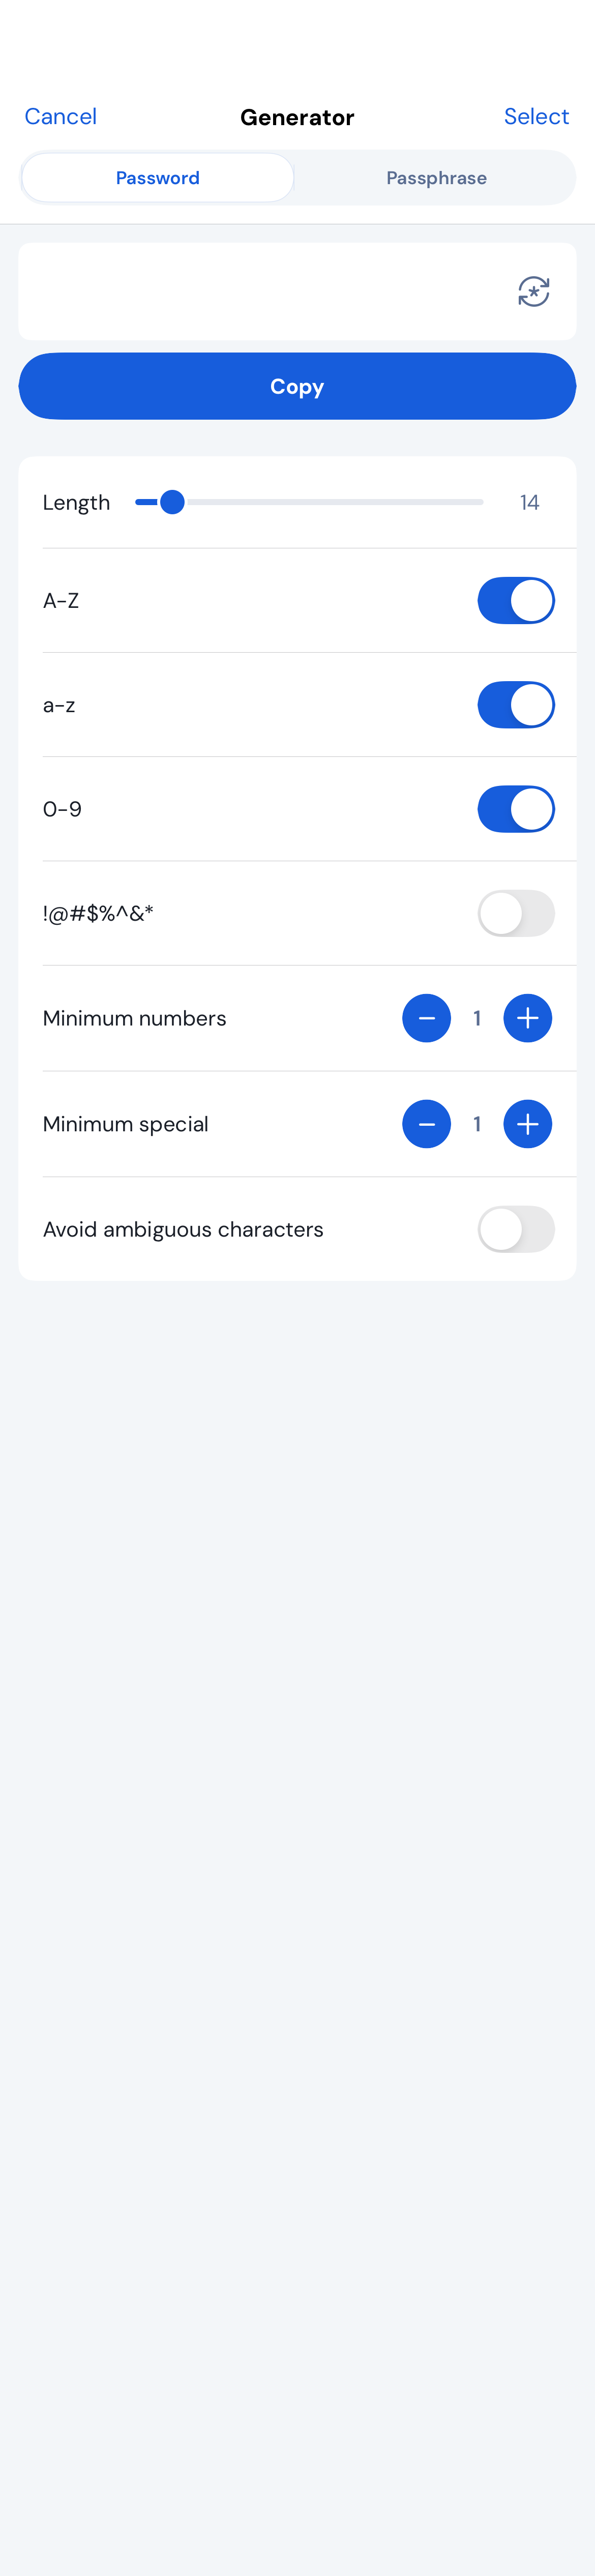 Cancel Generator Select
Password Passphrase
Copy
Length 14
A-Z
a-z
0-9
!@#$%^&*
Minimum numbers 1
Minimum special 1
Avoid ambiguous characters